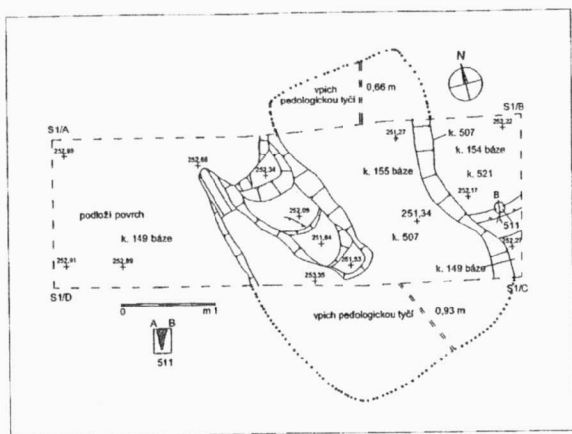 N
vpich
pedologickou tyčí
0,66 m
S1/A
S1/B
252,22
252,89
251,27
k. 507
k. 154 báze
252,68
252,34
k. 155 báze
k. 521
252,17
B
252,09
251,34
A
511
podloží povrch
k. 149 báze
251,64
k. 507
252,27
252,91
252,89
251,53
k. 149 báze
S1/D
S1/C
0
m 1
vpich pedologickou tyčí
0,93 m
A B
511